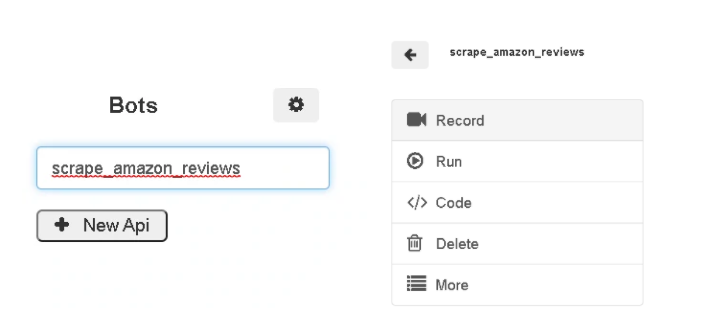 Bots
scrape_amazon_reviews
New Api
scrape_amazon_reviews
Record
Run
</> Code
Delete
More